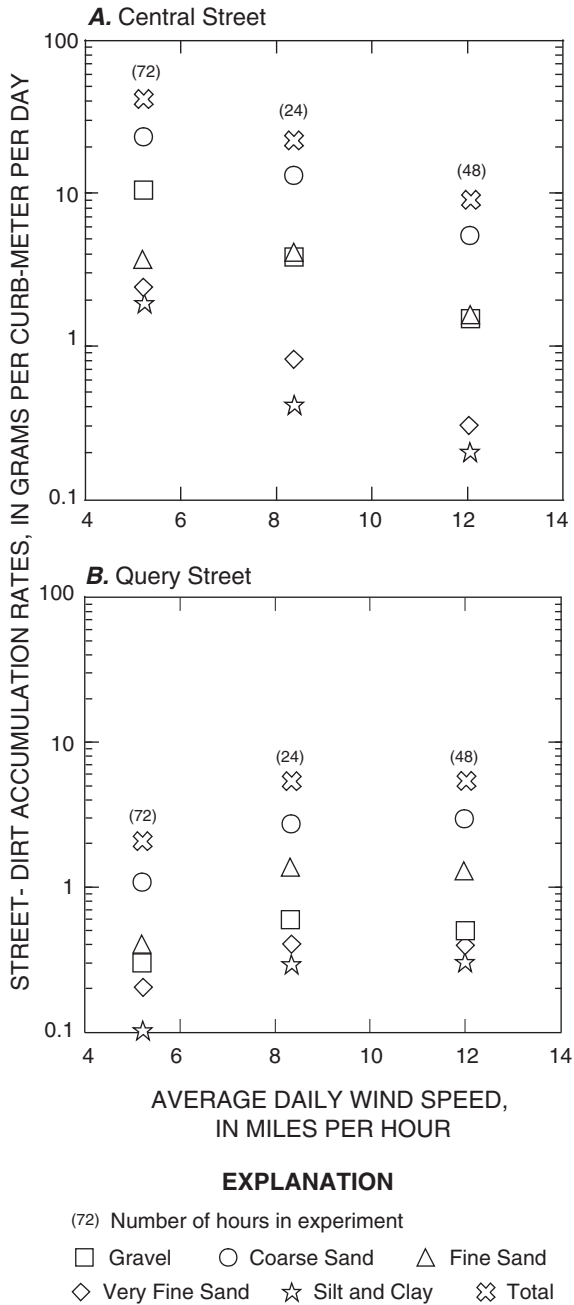 A. Central Street
STREET- DIRT ACCUMULATION RATES, IN GRAMS PER CURB-METER PER DAY
100
10
1
0.1
(72)
(24)
(48)
4 6 8 10 12 14
B. Query Street
100
10
1
0.1
(72)
(24)
(48)
4 6 8 10 12 14
AVERAGE DAILY WIND SPEED,
IN MILES PER HOUR
EXPLANATION
(72) Number of hours in experiment
Gravel Coarse Sand Fine Sand
Very Fine Sand Silt and Clay Total